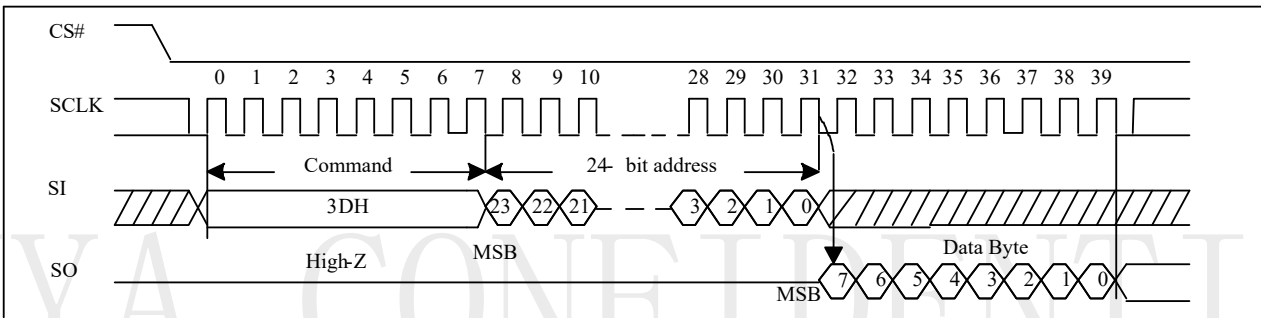 CS#
0 1 2 3 4 5 6 7 8 9 10 28 29 30 31 32 33 34 35 36 37 38 39
SCLK
Command 24- bit address
SI
3DH 23 22 21 3 2 1 0
MSB Data Byte
High-Z
SO
MSB 7 6 5 4 3 2 1 0
YA CONFIDENTI